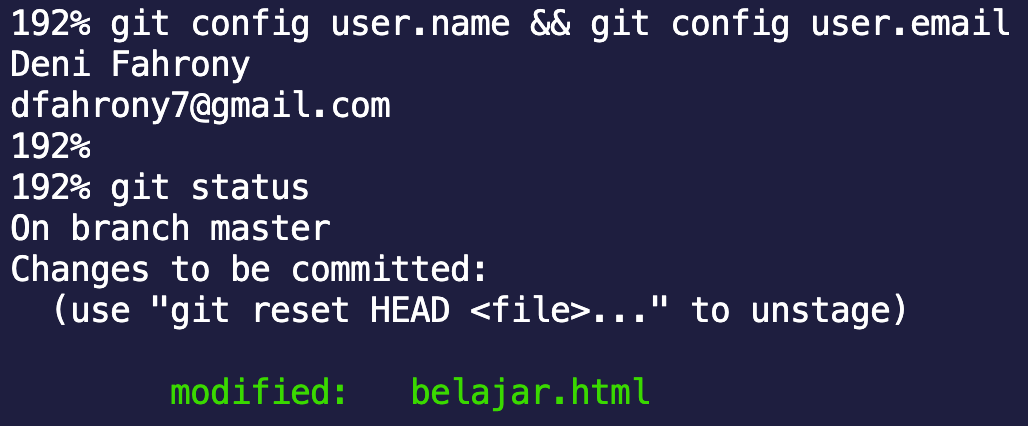 192% git config user.name && git config user.email
Deni Fahrony
dfahrony7@gmail.com
192%
192% git status
On branch master
Changes to be committed:
  (use "git reset HEAD <file>..." to unstage)
        modified:   belajar.html